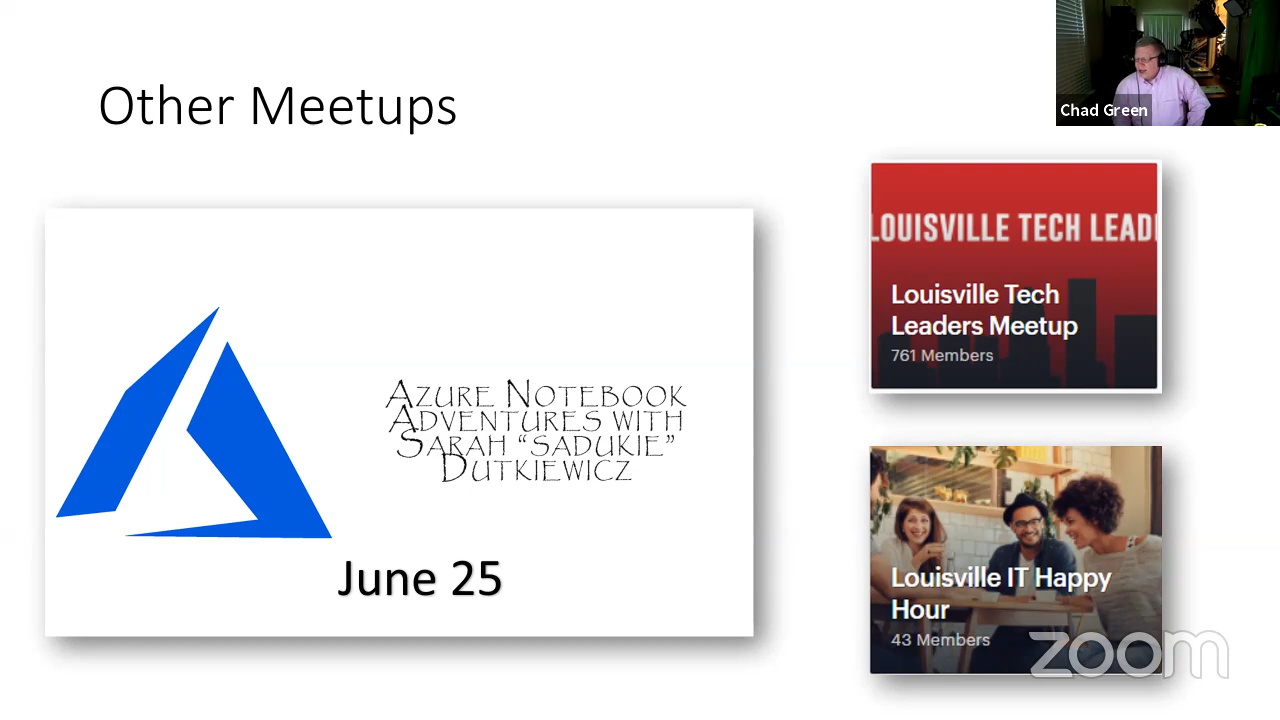 Other Meetups
Chad Green
AZURE NOTEBOOK
ADVENTURES WITH
SARAH “SADUKIE”
DUTKIEWICZ
June 25
LOUISVILLE TECH LEAD
Louisville Tech
Leaders Meetup
761 Members
Louisville IT Happy
Hour
43 Members
zoom